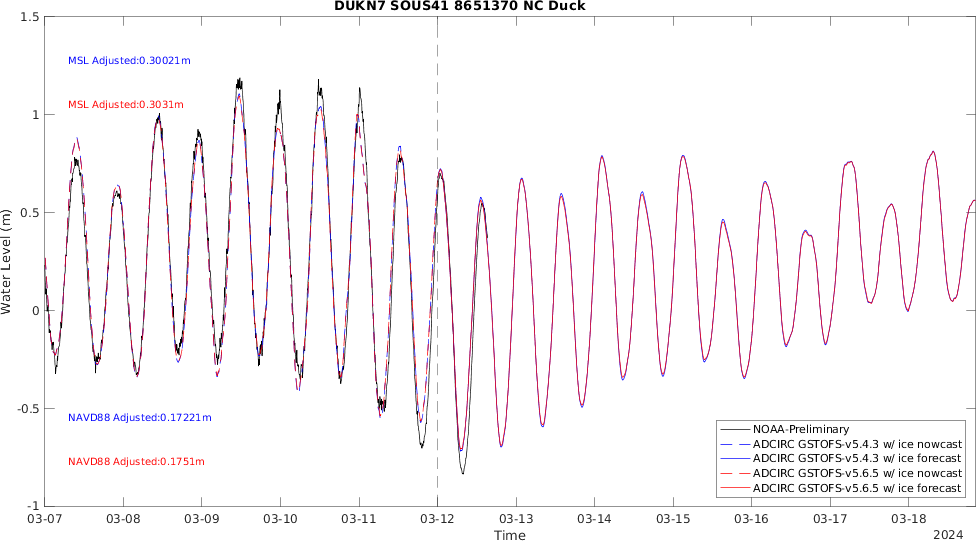 DUKN7 SOUS41 8651370 NC Duck
1.5
MSL Adjusted:0.30021m
MSL Adjusted:0.3031m
1
0.5
Water Level (m)
0
-0.5
NAVD88 Adjusted:0.17221m
NAVD88 Adjusted:0.1751m
NOAA-Preliminary
ADCIRC GSTOFS-v5.4.3 w/ ice nowcast
ADCIRC GSTOFS-v5.4.3 w/ ice forecast
ADCIRC GSTOFS-v5.6.5 w/ ice nowcast
ADCIRC GSTOFS-v5.6.5 w/ ice forecast
-1
03-07 03-08 03-09 03-10 03-11 03-12 03-13 03-14 03-15 03-16 03-17 03-18
Time
2024